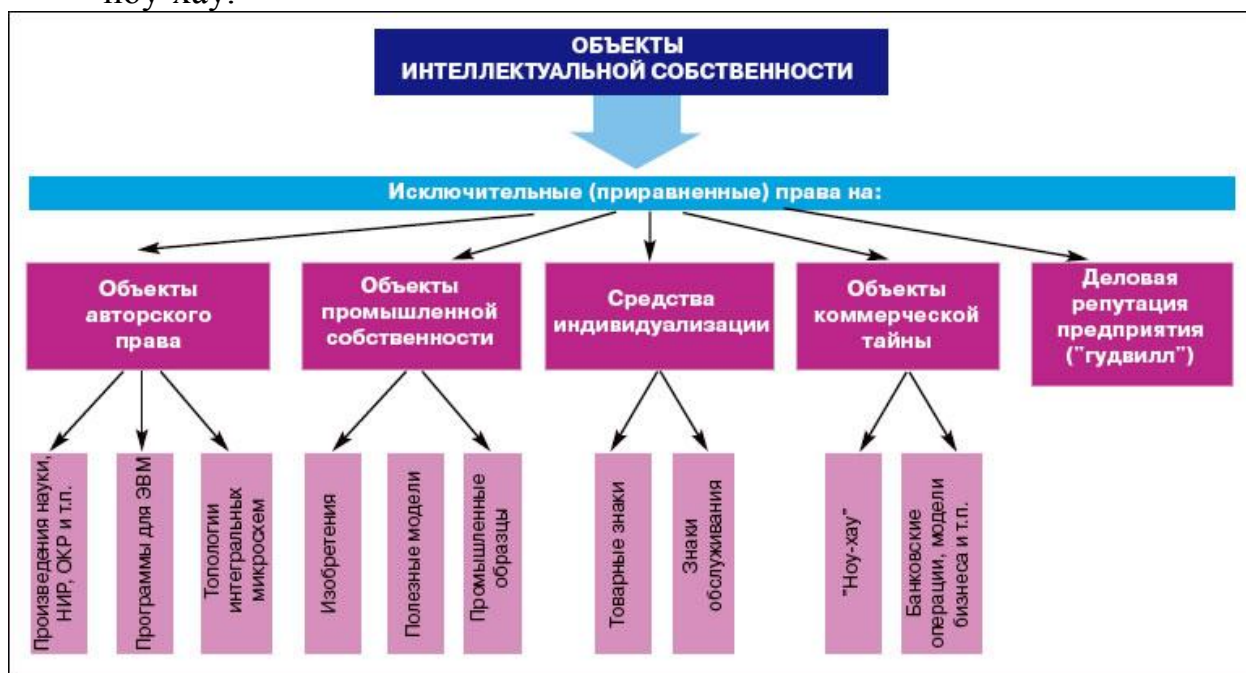 ноу-хау.
ОБЪЕКТЫ
ИНТЕЛЛЕКТУАЛЬНОЙ СОБСТВЕННОСТИ
Исключительные (приравненные) права на:
Объекты
авторского
права
Объекты
промышленной
собственности
Средства
индивидуализации
Объекты
коммерческой
тайны
Деловая
репутация
предприятия
("гудвилл")
Произведения науки,
НИР, ОКР и т.п.
Программы для ЭВМ
Топологии
интегральных
микросхем
Изобретения
Полезные модели
Промышленные
образцы
Товарные знаки
Знаки
обслуживания
"Ноу-хау"
Банковские
операции, модели
бизнеса и т.п.